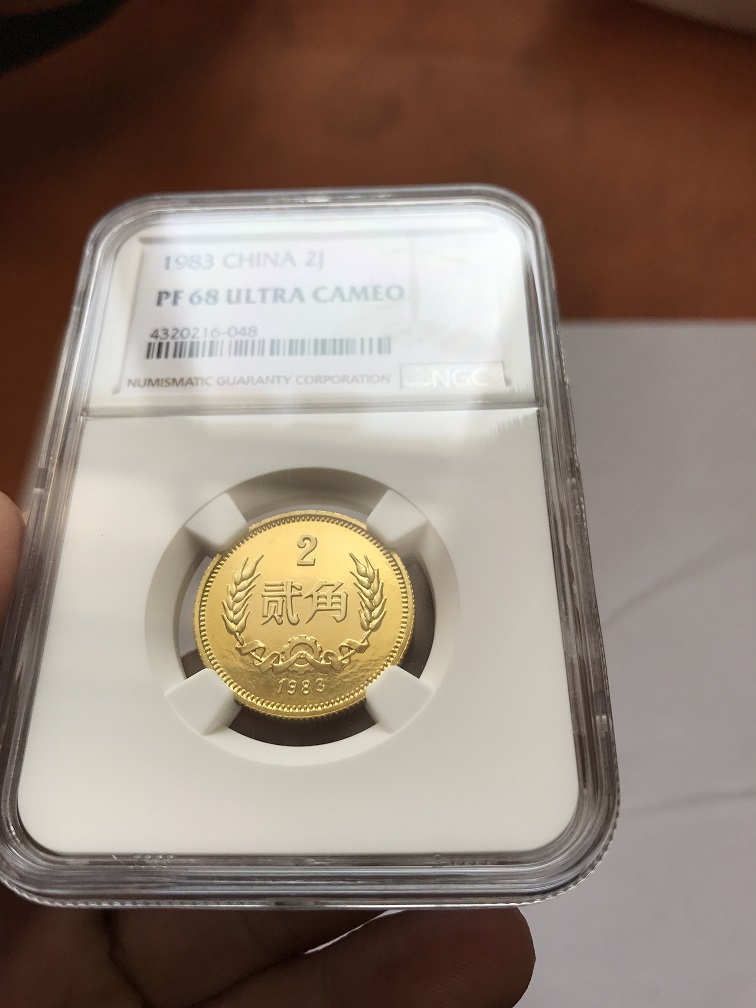 1983 CHINA 2J
PF 68 ULTRA CAMEO
4320216-048
NUMISMATIC GUARANTY CORPORATION
NGC
2
贰角
1983